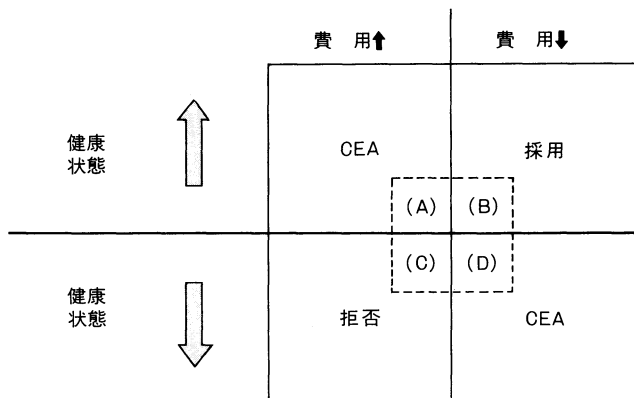 費 用⬆ 費 用⬇
健康
状態
CEA 採用
(A) (B)
(C) (D)
健康
状態
拒否 CEA